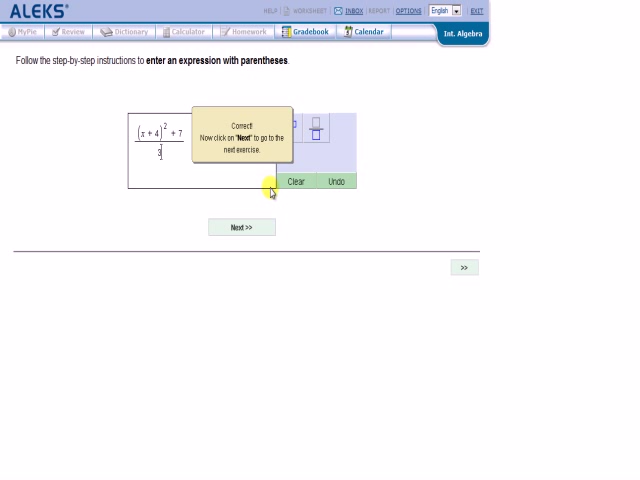 ALEKS®
HELP | WORKSHEET | INBOX | REPORT | OPTIONS English | EXIT
MyPie Review Dictionary Calculator Homework Gradebook Calendar Int. Algebra
Follow the step-by-step instructions to enter an expression with parentheses.
(x + 4)² + 7
3
Correct!
Now click on "Next" to go to the
next exercise.
Clear Undo
Next >>
>>